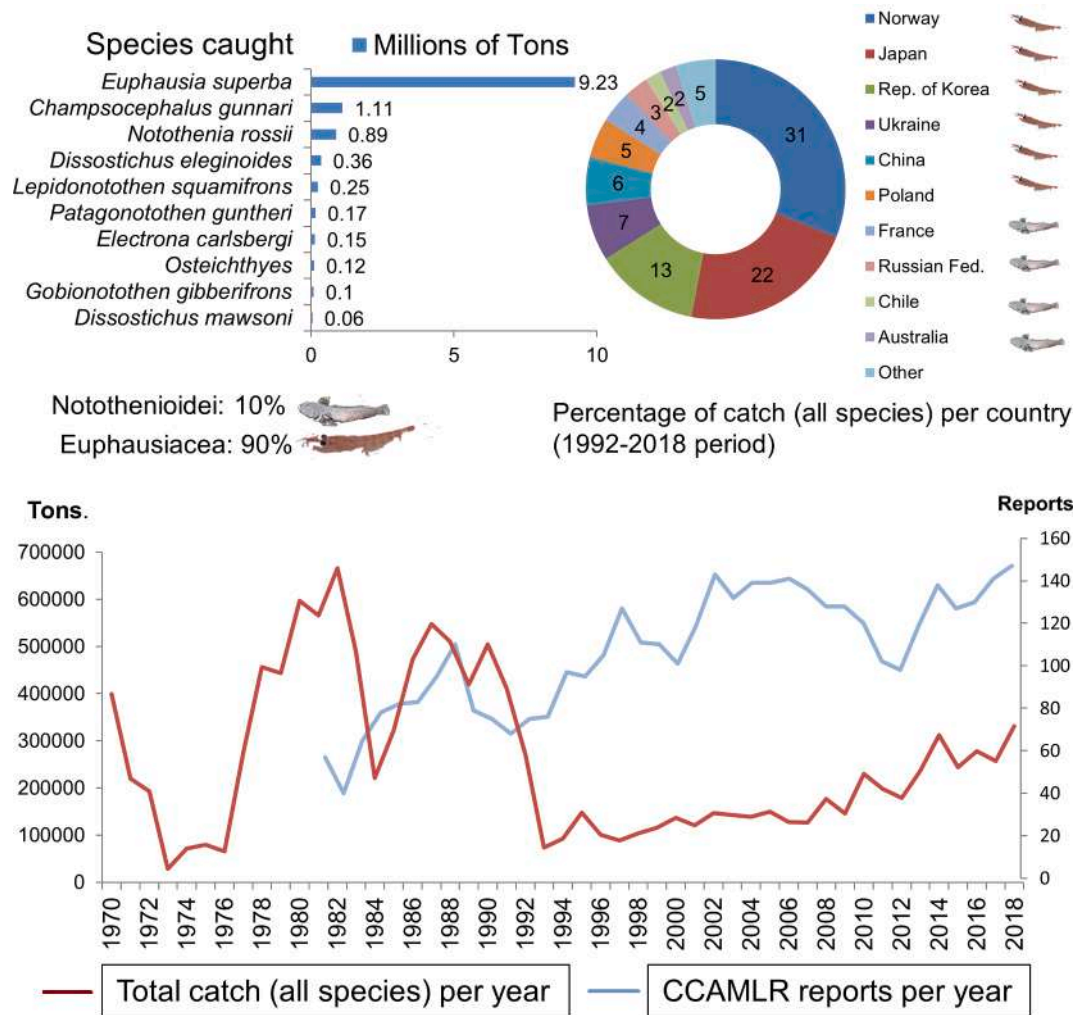 Species caught
Millions of Tons
Euphausia superba
9.23
Champsocephalus gunnari
1.11
Notothenia rossii
0.89
Dissostichus eleginoides
0.36
Lepidonotothen squamifrons
0.25
Patagonotothen guntheri
0.17
Electrona carlsbergi
0.15
Osteichthyes
0.12
Gobionotothen gibberifrons
0.1
Dissostichus mawsoni
0.06
0 5 10
31
22
13
7
6
5
4
3
2
2
5
Norway
Japan
Rep. of Korea
Ukraine
China
Poland
France
Russian Fed.
Chile
Australia
Other
Notothenioidei: 10%
Euphausiacea: 90%
Percentage of catch (all species) per country
(1992-2018 period)
Tons.
Reports
700000
600000
500000
400000
300000
200000
100000
0
160
140
120
100
80
60
40
20
0
1970
1972
1974
1976
1978
1980
1982
1984
1986
1988
1990
1992
1994
1996
1998
2000
2002
2004
2006
2008
2010
2012
2014
2016
2018
Total catch (all species) per year
CCAMLR reports per year